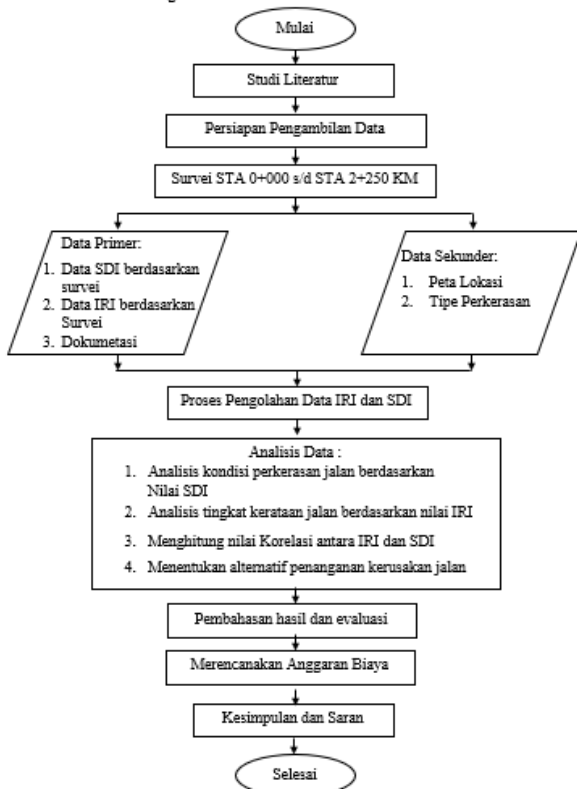 Mulai
Studi Literatur
Persiapan Pengambilan Data
Survei STA 0+000 s/d STA 2+250 KM
Data Primer:
1. Data SDI berdasarkan
survei
2. Data IRI berdasarkan
Survei
3. Dokumetasi
Data Sekunder:
1. Peta Lokasi
2. Tipe Perkerasan
Proses Pengolahan Data IRI dan SDI
Analisis Data :
1. Analisis kondisi perkerasan jalan berdasarkan
Nilai SDI
2. Analisis tingkat kerataan jalan berdasarkan nilai IRI
3. Menghitung nilai Korelasi antara IRI dan SDI
4. Menentukan alternatif penanganan kerusakan jalan
Pembahasan hasil dan evaluasi
Merencanakan Anggaran Biaya
Kesimpulan dan Saran
Selesai